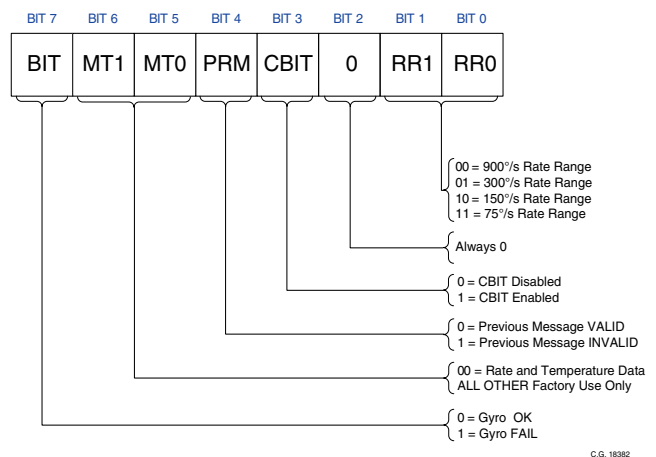 BIT 7 BIT 6 BIT 5 BIT 4 BIT 3 BIT 2 BIT 1 BIT 0
BIT MT1 MT0 PRM CBIT 0 RR1 RR0
00 = 900°/s Rate Range
01 = 300°/s Rate Range
10 = 150°/s Rate Range
11 = 75°/s Rate Range
Always 0
0 = CBIT Disabled
1 = CBIT Enabled
0 = Previous Message VALID
1 = Previous Message INVALID
00 = Rate and Temperature Data
ALL OTHER Factory Use Only
0 = Gyro OK
1 = Gyro FAIL
C.G. 18382